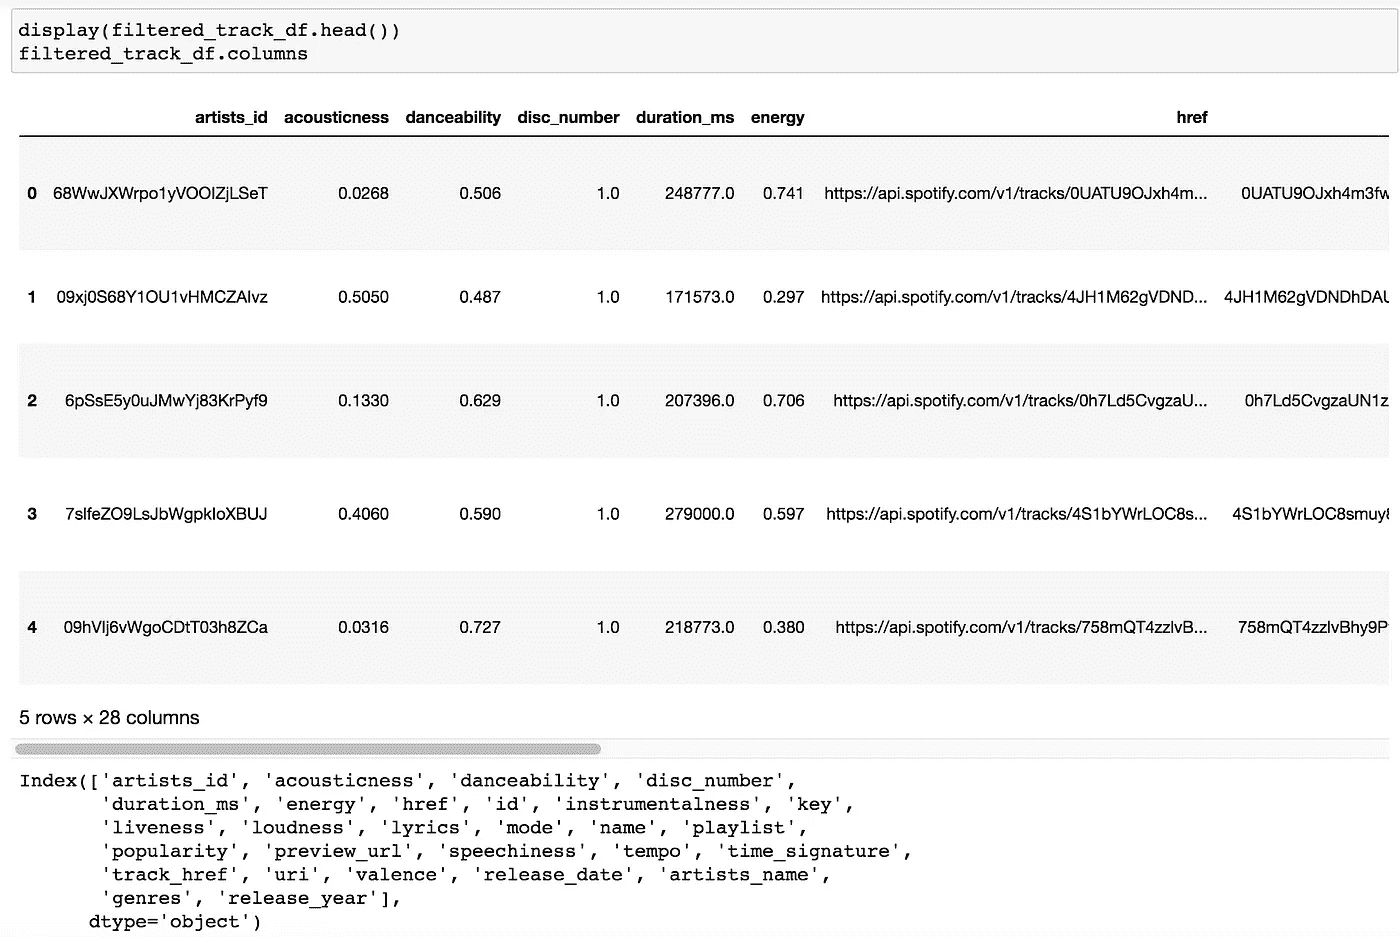 display(filtered_track_df.head())
filtered_track_df.columns
artists_id acousticness danceability disc_number duration_ms energy href
0 68WwJXWrpo1yVOOIZjLSeT 0.0268 0.506 1.0 248777.0 0.741 https://api.spotify.com/v1/tracks/0UATU9OJxh4m... 0UATU9OJxh4m3fw
1 09xj0S68Y1OU1vHMCZAIvz 0.5050 0.487 1.0 171573.0 0.297 https://api.spotify.com/v1/tracks/4JH1M62gVDND... 4JH1M62gVDNDhDAU
2 6pSsE5y0uJMwYj83KrPyf9 0.1330 0.629 1.0 207396.0 0.706 https://api.spotify.com/v1/tracks/0h7Ld5CvgzaU... 0h7Ld5CvgzaUN1z
3 7slfeZO9LsJbWgpkIoXBUJ 0.4060 0.590 1.0 279000.0 0.597 https://api.spotify.com/v1/tracks/4S1bYWrLOC8s... 4S1bYWrLOC8smuy8
4 09hVIj6vWgoCDtT03h8ZCa 0.0316 0.727 1.0 218773.0 0.380 https://api.spotify.com/v1/tracks/758mQT4zzlvB... 758mQT4zzlvBhy9P
5 rows × 28 columns
Index(['artists_id', 'acousticness', 'danceability', 'disc_number',
'duration_ms', 'energy', 'href', 'id', 'instrumentalness', 'key',
'liveness', 'loudness', 'lyrics', 'mode', 'name', 'playlist',
'popularity', 'preview_url', 'speechiness', 'tempo', 'time_signature',
'track_href', 'uri', 'valence', 'release_date', 'artists_name',
'genres', 'release_year'],
dtype='object')